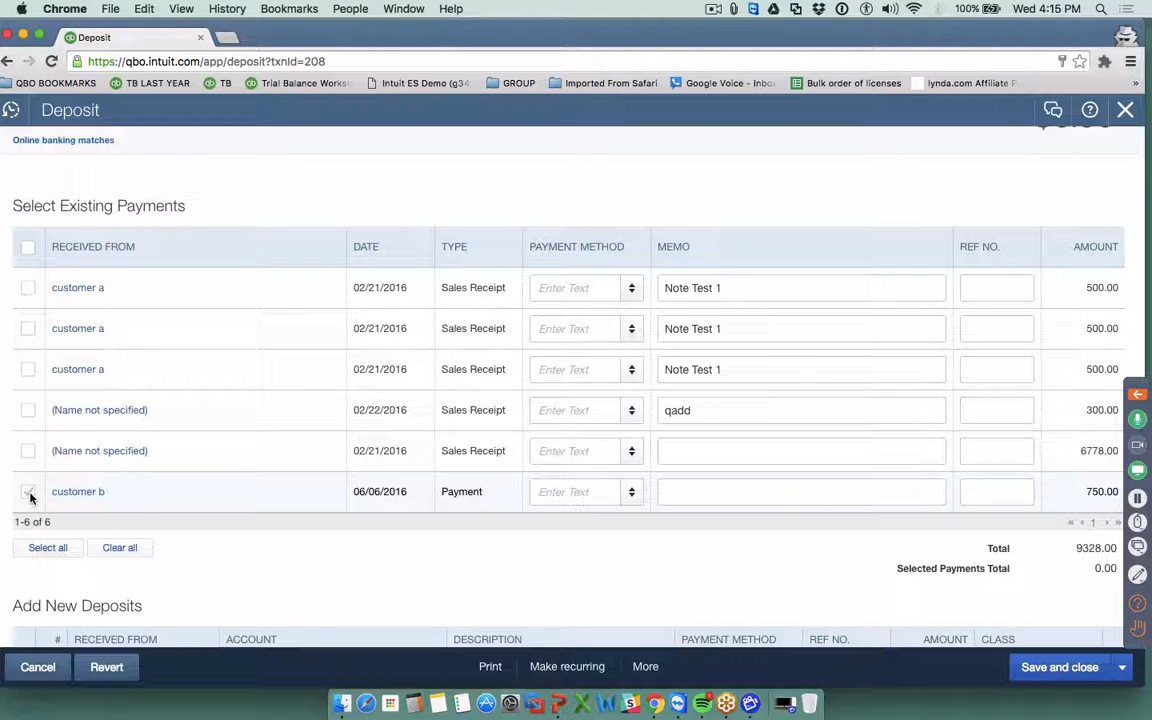 Chrome File Edit View History Bookmarks People Window Help 100% Wed 4:15 PM
Deposit
https://qbo.intuit.com/app/deposit?txnId=208
QBO BOOKMARKS TB LAST YEAR TB Trial Balance Works Intuit ES Demo (g34 GROUP Imported From Safari Google Voice - Inbo Bulk order of licenses lynda.com Affiliate P »
Deposit
Online banking matches
Select Existing Payments
RECEIVED FROM DATE TYPE PAYMENT METHOD MEMO REF NO. AMOUNT
customer a 02/21/2016 Sales Receipt Enter Text Note Test 1 500.00
customer a 02/21/2016 Sales Receipt Enter Text Note Test 1 500.00
customer a 02/21/2016 Sales Receipt Enter Text Note Test 1 500.00
(Name not specified) 02/22/2016 Sales Receipt Enter Text qadd 300.00
(Name not specified) 02/21/2016 Sales Receipt Enter Text 6778.00
customer b 06/06/2016 Payment Enter Text 750.00
1-6 of 6 « ‹ 1 › »
Select all Clear all Total 9328.00
Selected Payments Total 0.00
Add New Deposits
# RECEIVED FROM ACCOUNT DESCRIPTION PAYMENT METHOD REF NO. AMOUNT CLASS
Cancel Revert Print Make recurring More Save and close